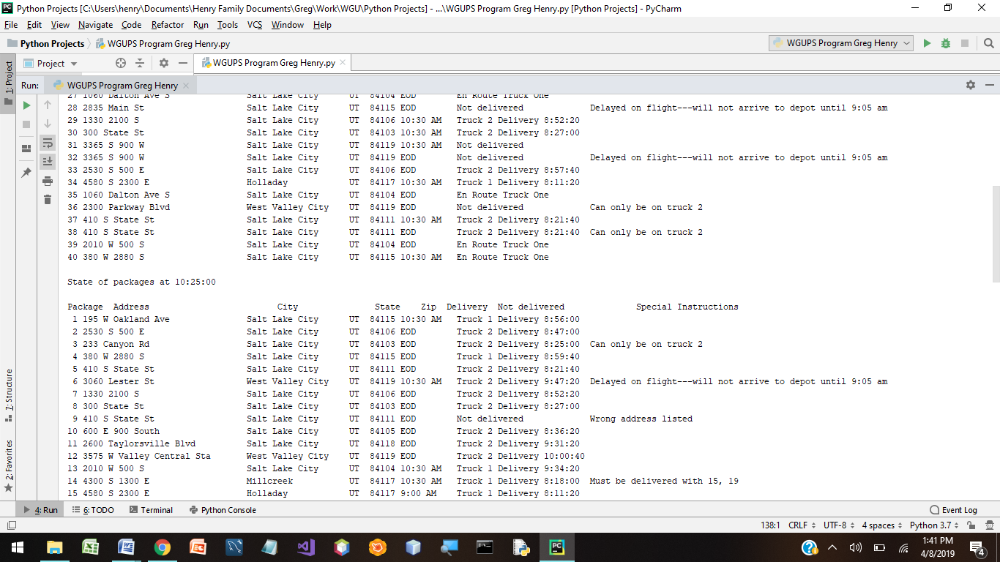 Python Projects [C:\Users\henry\Documents\Henry Family Documents\Greg\Work\WGU\Python Projects] - ...\WGUPS Program Greg Henry.py [Python Projects] - PyCharm
File Edit View Navigate Code Refactor Run Tools VCS Window Help
Python Projects WGUPS Program Greg Henry.py WGUPS Program Greg Henry
1: Project
Project WGUPS Program Greg Henry.py
Run: WGUPS Program Greg Henry
27 1060 Dalton Ave S Salt Lake City UT 84104 EOD En Route Truck One
28 2835 Main St Salt Lake City UT 84115 EOD Not delivered Delayed on flight---will not arrive to depot until 9:05 am
29 1330 2100 S Salt Lake City UT 84106 10:30 AM Truck 2 Delivery 8:52:20
30 300 State St Salt Lake City UT 84103 10:30 AM Truck 2 Delivery 8:27:00
31 3365 S 900 W Salt Lake City UT 84119 10:30 AM Not delivered
32 3365 S 900 W Salt Lake City UT 84119 EOD Not delivered Delayed on flight---will not arrive to depot until 9:05 am
33 2530 S 500 E Salt Lake City UT 84106 EOD Truck 2 Delivery 8:57:40
34 4580 S 2300 E Holladay UT 84117 10:30 AM Truck 1 Delivery 8:11:20
35 1060 Dalton Ave S Salt Lake City UT 84104 EOD En Route Truck One
36 2300 Parkway Blvd West Valley City UT 84119 EOD Not delivered Can only be on truck 2
37 410 S State St Salt Lake City UT 84111 10:30 AM Truck 2 Delivery 8:21:40
38 410 S State St Salt Lake City UT 84111 EOD Truck 2 Delivery 8:21:40 Can only be on truck 2
39 2010 W 500 S Salt Lake City UT 84104 EOD En Route Truck One
40 380 W 2880 S Salt Lake City UT 84115 10:30 AM En Route Truck One
State of packages at 10:25:00
Package Address City State Zip Delivery Not delivered Special Instructions
1 195 W Oakland Ave Salt Lake City UT 84115 10:30 AM Truck 1 Delivery 8:56:00
2 2530 S 500 E Salt Lake City UT 84106 EOD Truck 2 Delivery 8:47:00
3 233 Canyon Rd Salt Lake City UT 84103 EOD Truck 2 Delivery 8:25:00 Can only be on truck 2
4 380 W 2880 S Salt Lake City UT 84115 EOD Truck 1 Delivery 8:59:40
5 410 S State St Salt Lake City UT 84111 EOD Truck 2 Delivery 8:21:40
6 3060 Lester St West Valley City UT 84119 10:30 AM Truck 2 Delivery 9:47:20 Delayed on flight---will not arrive to depot until 9:05 am
7 1330 2100 S Salt Lake City UT 84106 EOD Truck 2 Delivery 8:52:20
8 300 State St Salt Lake City UT 84103 EOD Truck 2 Delivery 8:27:00
9 410 S State St Salt Lake City UT 84111 EOD Not delivered Wrong address listed
10 600 E 900 South Salt Lake City UT 84105 EOD Truck 2 Delivery 8:36:20
11 2600 Taylorsville Blvd Salt Lake City UT 84118 EOD Truck 2 Delivery 9:31:20
12 3575 W Valley Central Sta West Valley City UT 84119 EOD Truck 2 Delivery 10:00:40
13 2010 W 500 S Salt Lake City UT 84104 10:30 AM Truck 1 Delivery 9:34:20
14 4300 S 1300 E Millcreek UT 84117 10:30 AM Truck 1 Delivery 8:18:00 Must be delivered with 15, 19
15 4580 S 2300 E Holladay UT 84117 9:00 AM Truck 1 Delivery 8:11:20
7: Structure
2: Favorites
4: Run 6: TODO Terminal Python Console Event Log
138:1 CRLF UTF-8 4 spaces Python 3.7
1:41 PM
4/8/2019
4